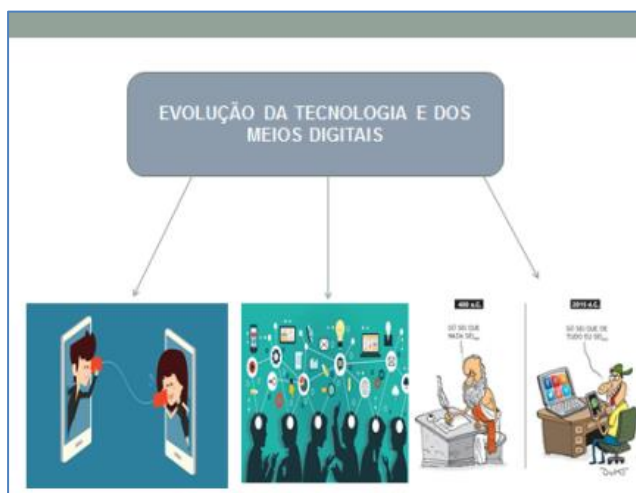 EVOLUÇÃO DA TECNOLOGIA E DOS
MEIOS DIGITAIS
400 a.C.
SÓ SEI QUE
NADA SEI...
2015 d.C.
SÓ SEI QUE DE
TUDO EU SEI...